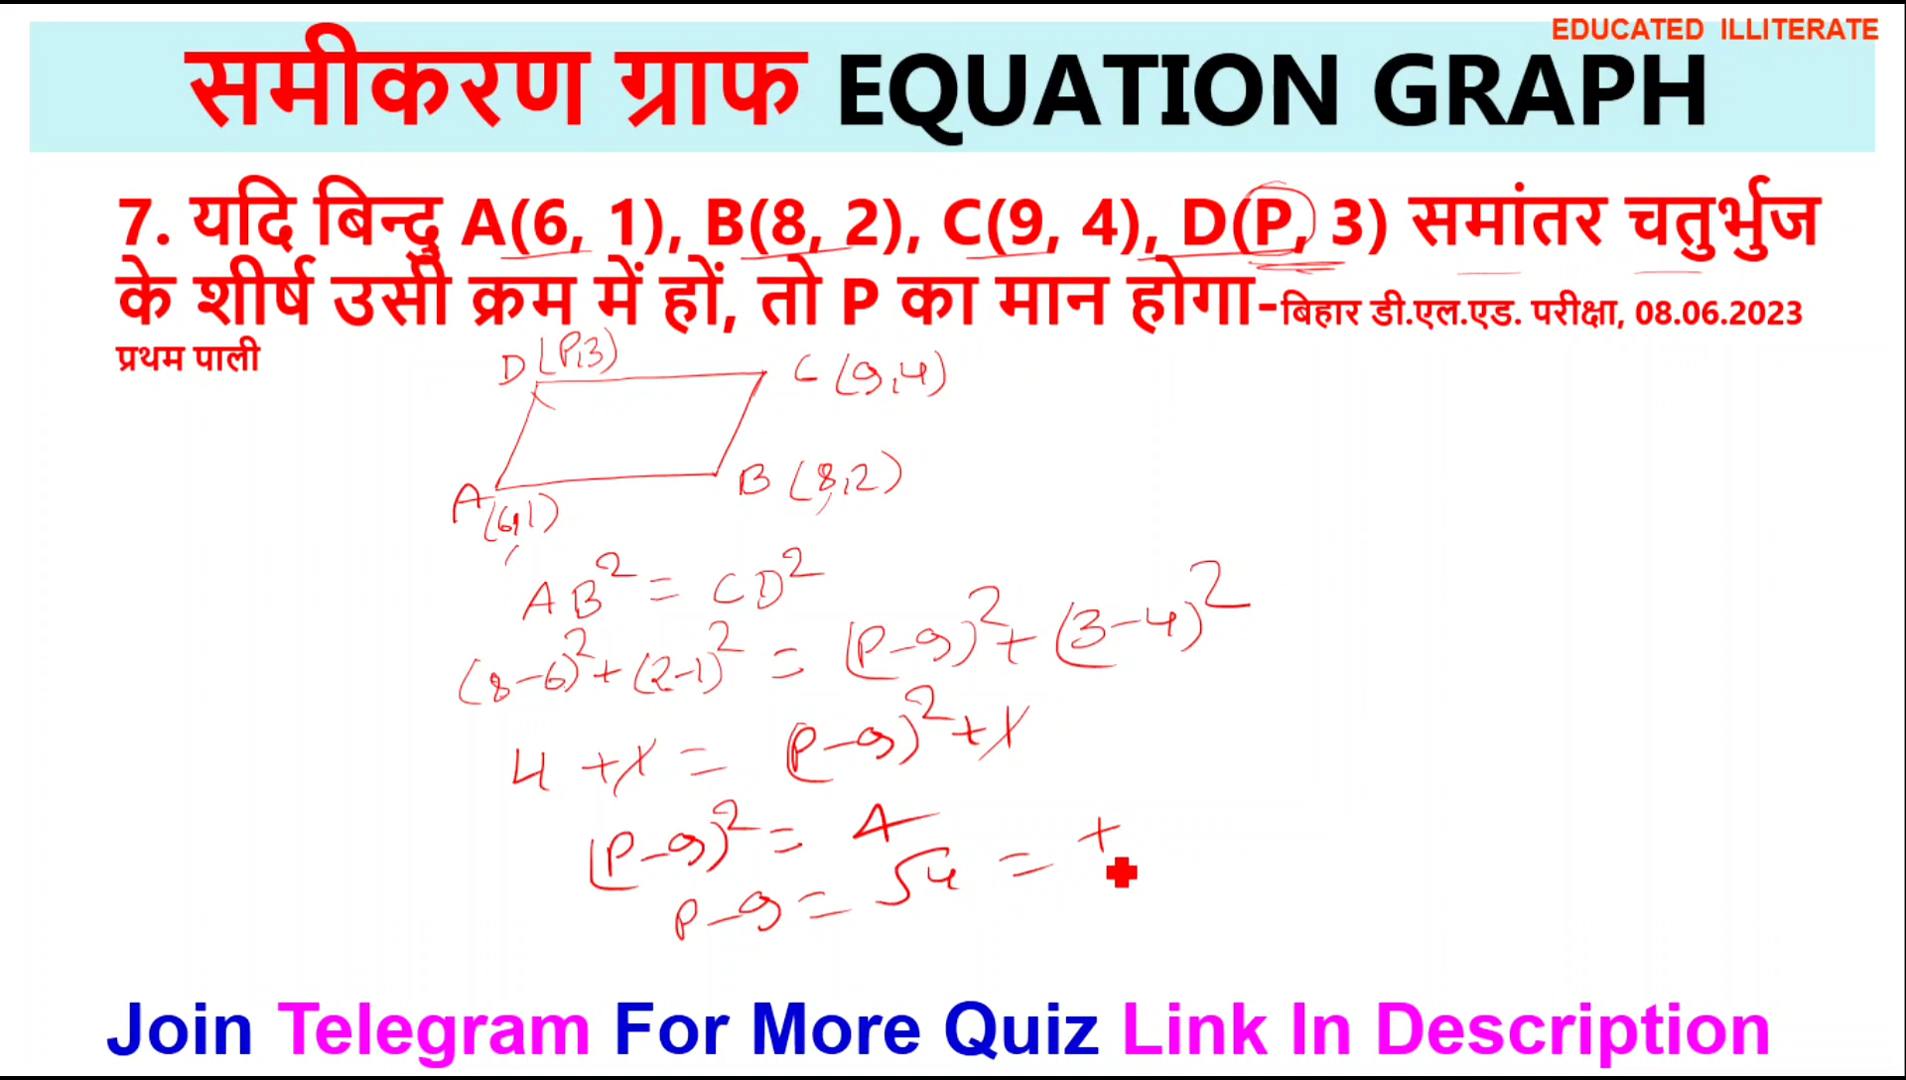 EDUCATED ILLITERATE
समीकरण ग्राफ EQUATION GRAPH
7. यदि बिन्दु A(6, 1), B(8, 2), C(9, 4), D(P, 3) समांतर चतुर्भुज
के शीर्ष उसी क्रम में हों, तो P का मान होगा-बिहार डी.एल.एड. परीक्षा, 08.06.2023
प्रथम पाली
D (P,3)
C (9,4)
A (6,1)
B (8,2)
AB² = CD²
(8-6)² + (2-1)² = (P-9)² + (3-4)²
4 + 1 = (P-9)² + 1
(P-9)² = 4
P-9 = √4 = +
Join Telegram For More Quiz Link In Description